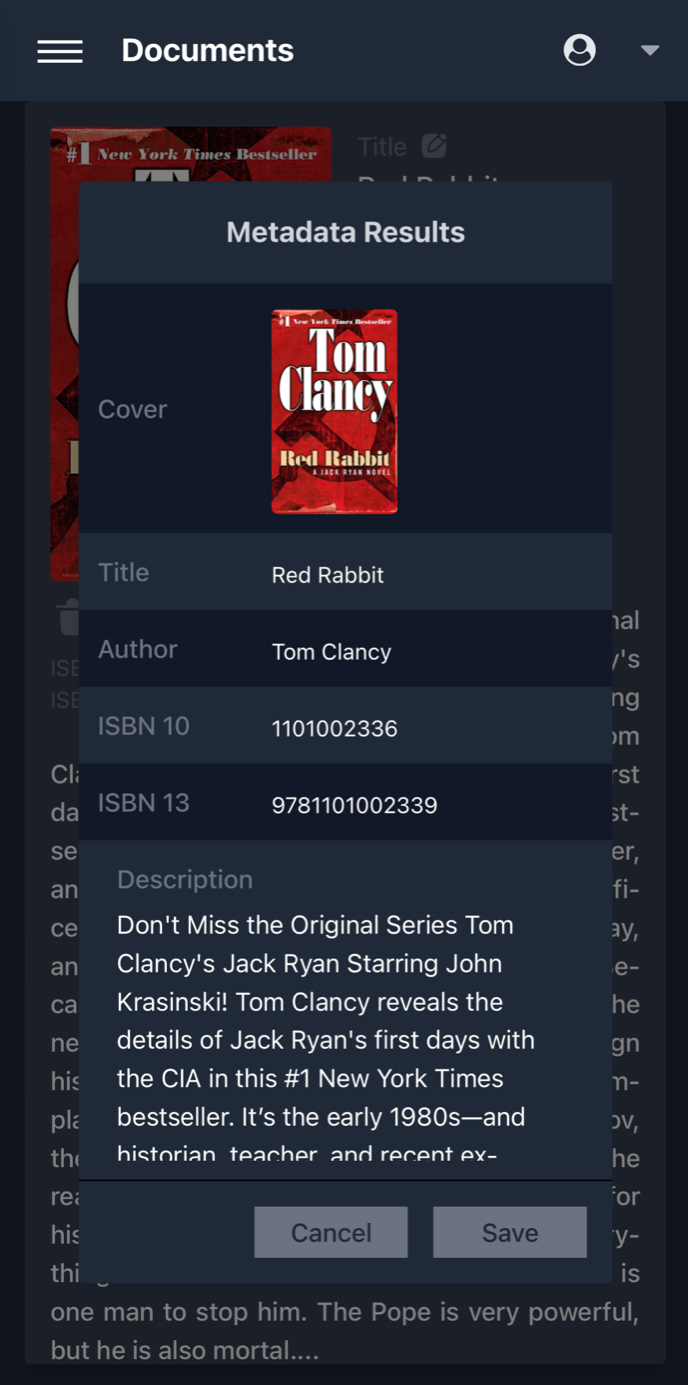 Documents
#1 New York Times Bestseller
Title
Metadata Results
Cover
#1 New York Times Bestseller
Tom
Clancy
Red Rabbit
A JACK RYAN NOVEL
Title
Red Rabbit
Author
Tom Clancy
ISBN 10
1101002336
ISBN 13
9781101002339
Description
Don't Miss the Original Series Tom
Clancy's Jack Ryan Starring John
Krasinski! Tom Clancy reveals the
details of Jack Ryan's first days with
the CIA in this #1 New York Times
bestseller. It’s the early 1980s—and
historian, teacher, and recent ex-
Cancel
Save
is
one man to stop him. The Pope is very powerful,
but he is also mortal....